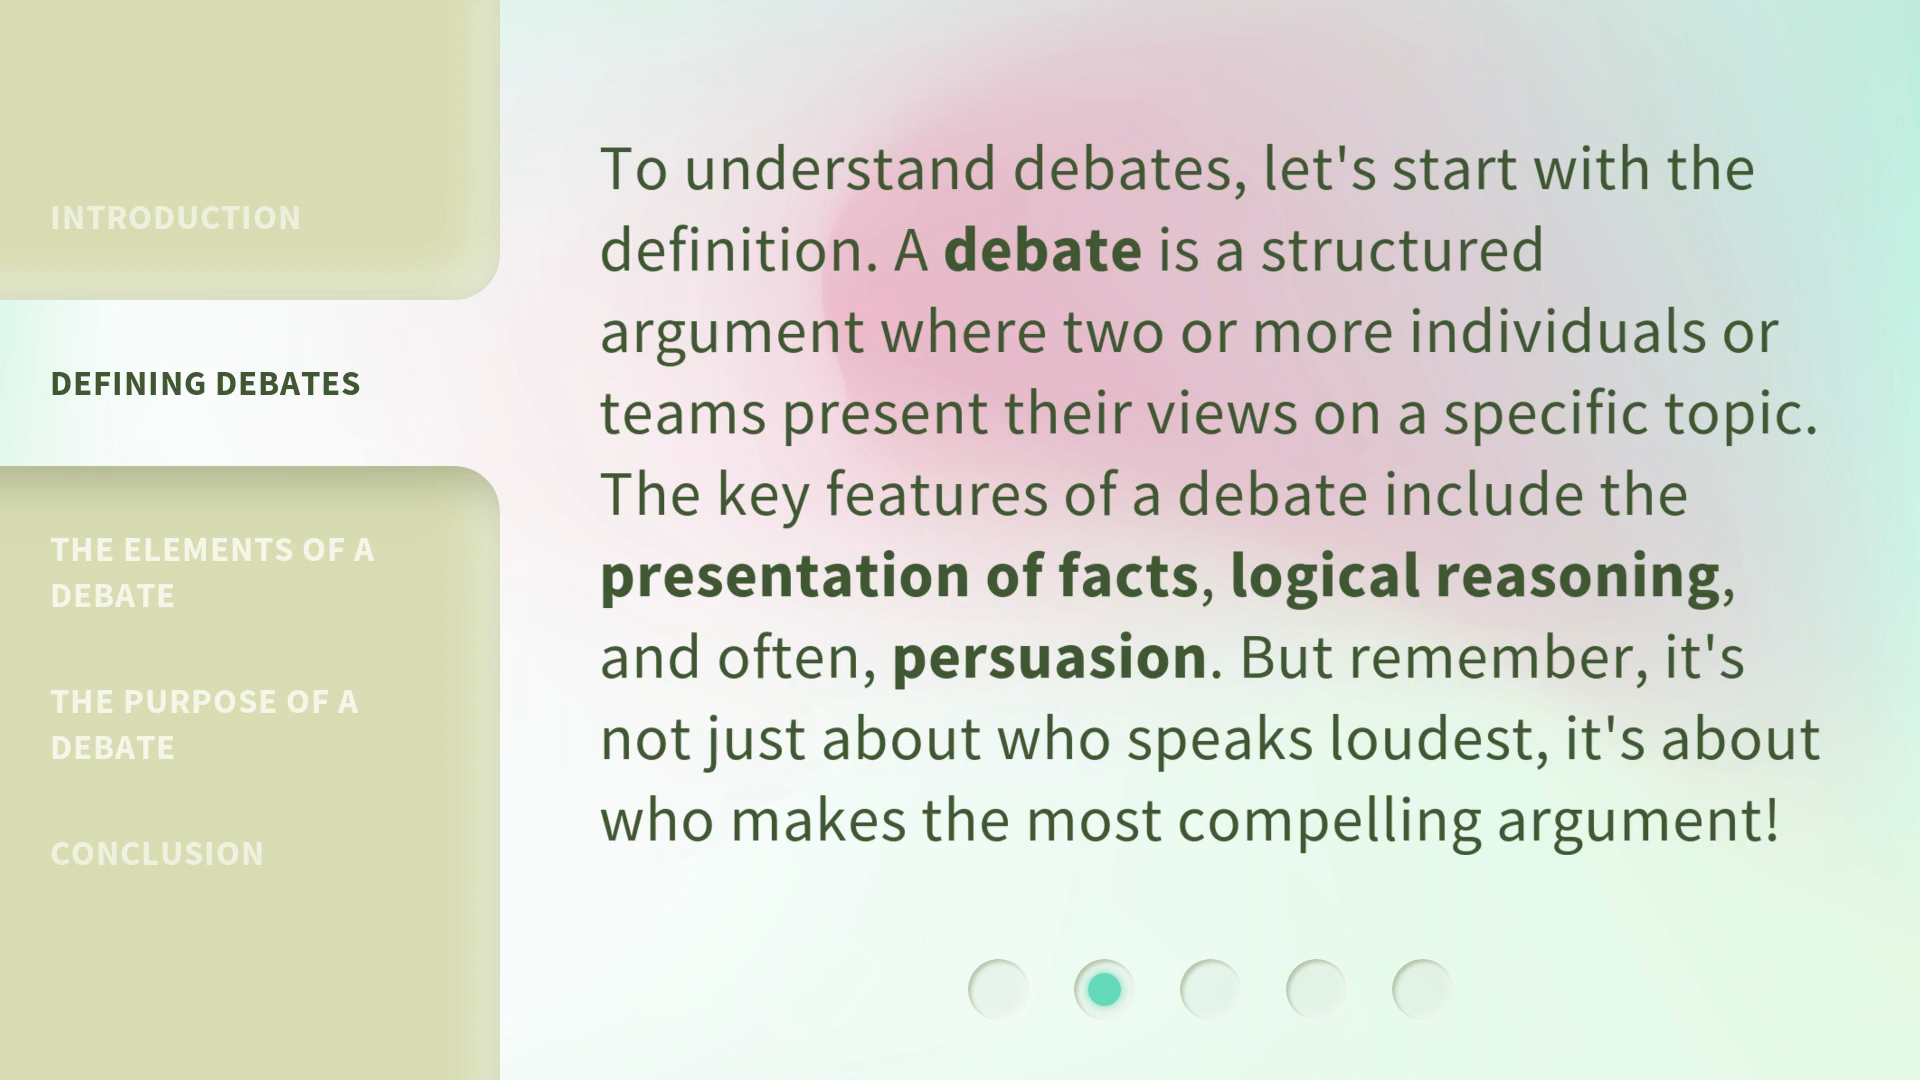 INTRODUCTION
DEFINING DEBATES
THE ELEMENTS OF A
DEBATE
THE PURPOSE OF A
DEBATE
CONCLUSION
To understand debates, let's start with the
definition. A debate is a structured
argument where two or more individuals or
teams present their views on a specific topic.
The key features of a debate include the
presentation of facts, logical reasoning,
and often, persuasion. But remember, it's
not just about who speaks loudest, it's about
who makes the most compelling argument!